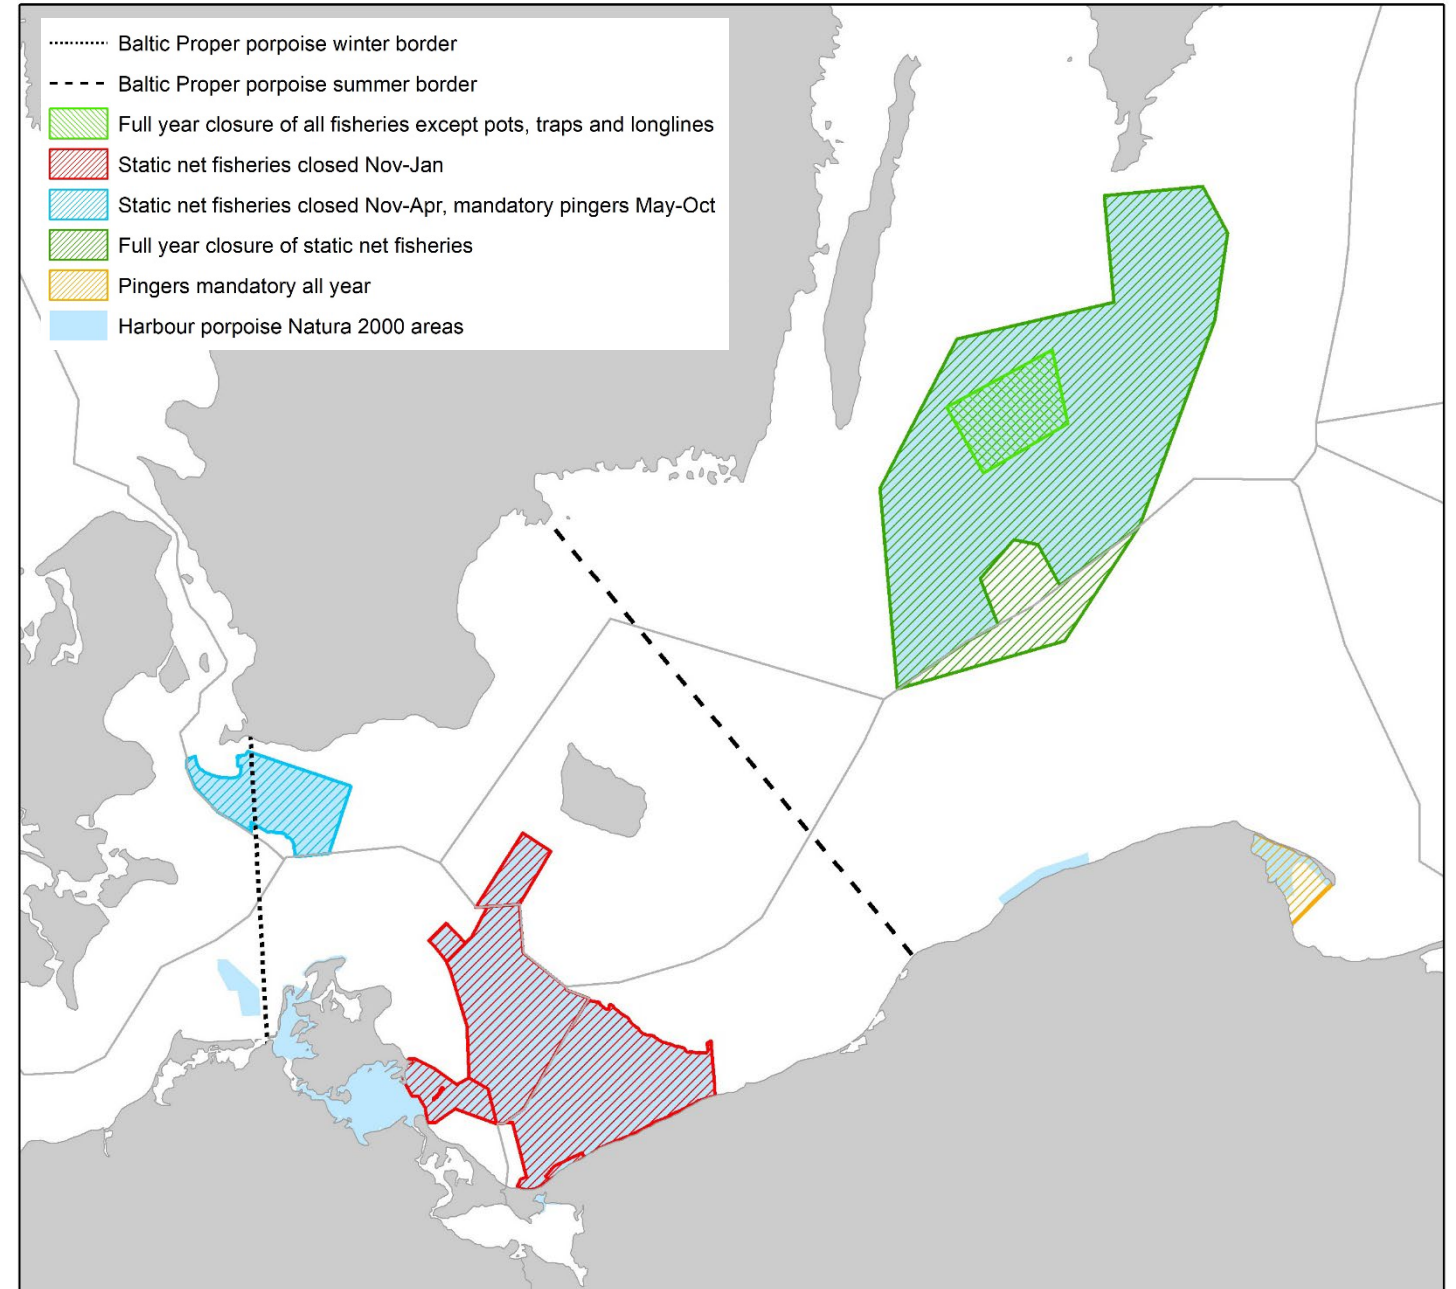 Baltic Proper porpoise winter border
Baltic Proper porpoise summer border
Full year closure of all fisheries except pots, traps and longlines
Static net fisheries closed Nov-Jan
Static net fisheries closed Nov-Apr, mandatory pingers May-Oct
Full year closure of static net fisheries
Pingers mandatory all year
Harbour porpoise Natura 2000 areas